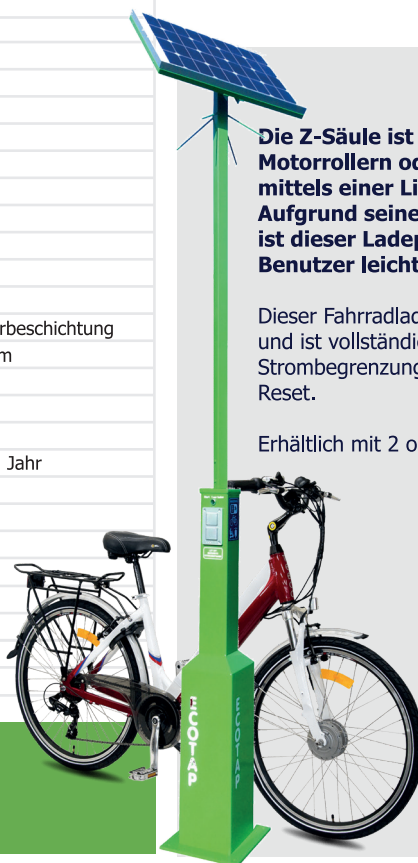 rbeschichtung
m
Jahr
Die Z-Säule ist
Motorrollern od
mittels einer Li
Aufgrund seine
ist dieser Ladep
Benutzer leicht
Dieser Fahrradlad
und ist vollständi
Strombegrenzung
Reset.
Erhältlich mit 2 o
ECOTAP
ECOTAP